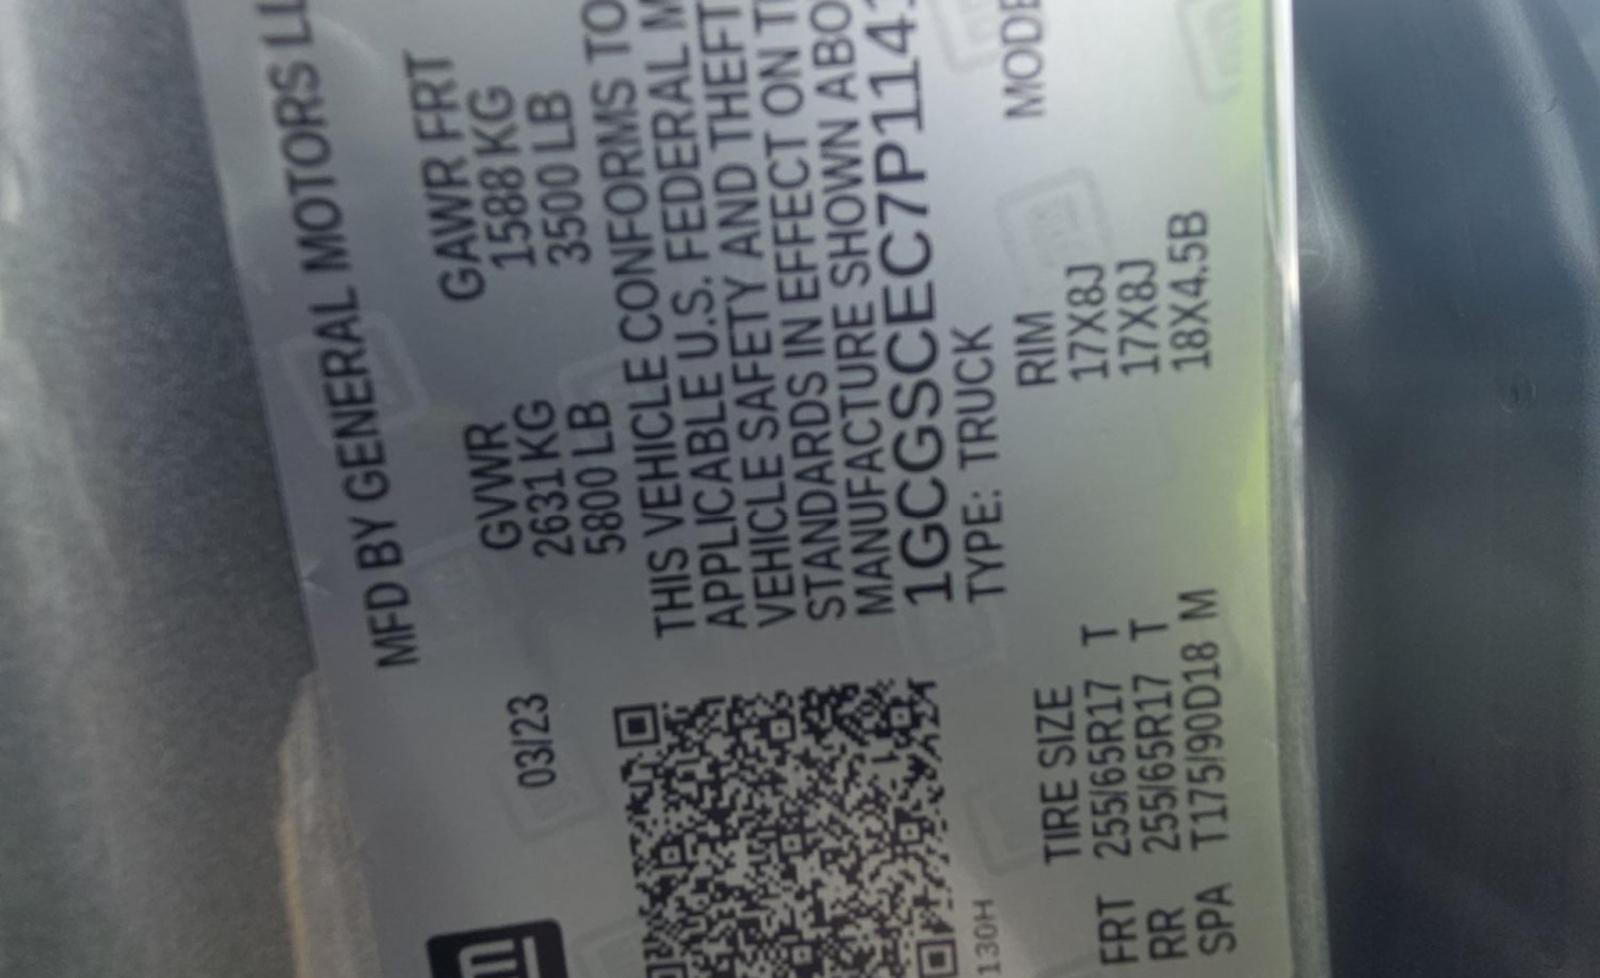 MFD BY GENERAL MOTORS LL
03/23
GVWR GAWR FRT
2631 KG 1588 KG
5800 LB 3500 LB
THIS VEHICLE CONFORMS TO
APPLICABLE U.S. FEDERAL M
VEHICLE SAFETY AND THEFT
STANDARDS IN EFFECT ON T
MANUFACTURE SHOWN ABO
1GCGSCEC7P1141
TYPE: TRUCK
MODE
TIRE SIZE RIM
FRT 255/65R17 T 17X8J
RR 255/65R17 T 17X8J
SPA T175/90D18 M 18X4.5B
130H
gm